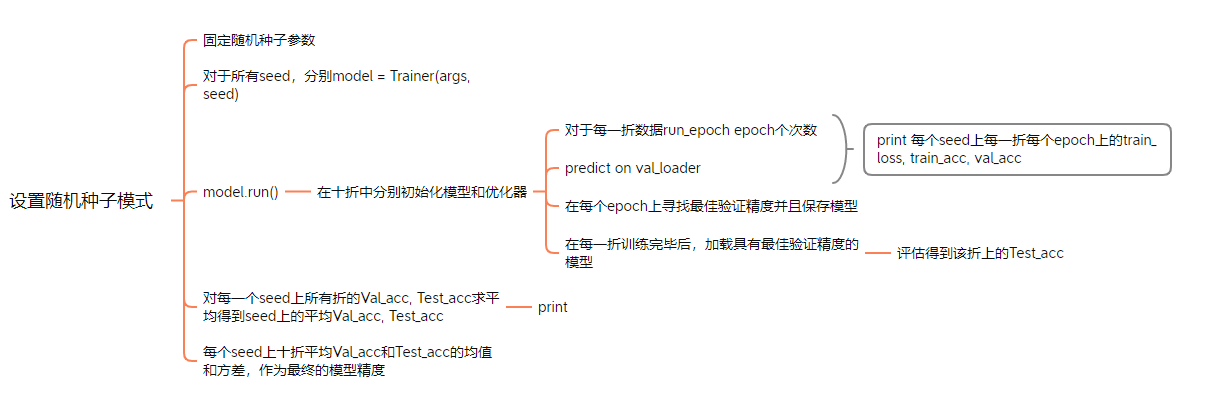 设置随机种子模式
固定随机种子参数
对于所有seed，分别model = Trainer(args,
seed)
model.run()
在十折中分别初始化模型和优化器
对于每一折数据run_epoch epoch个次数
predict on val_loader
print 每个seed上每一折每个epoch上的train_
loss, train_acc, val_acc
在每个epoch上寻找最佳验证精度并且保存模型
在每一折训练完毕后，加载具有最佳验证精度的
模型
评估得到该折上的Test_acc
对每一个seed上所有折的Val_acc, Test_acc求平
均得到seed上的平均Val_acc, Test_acc
print
每个seed上十折平均Val_acc和Test_acc的均值
和方差，作为最终的模型精度